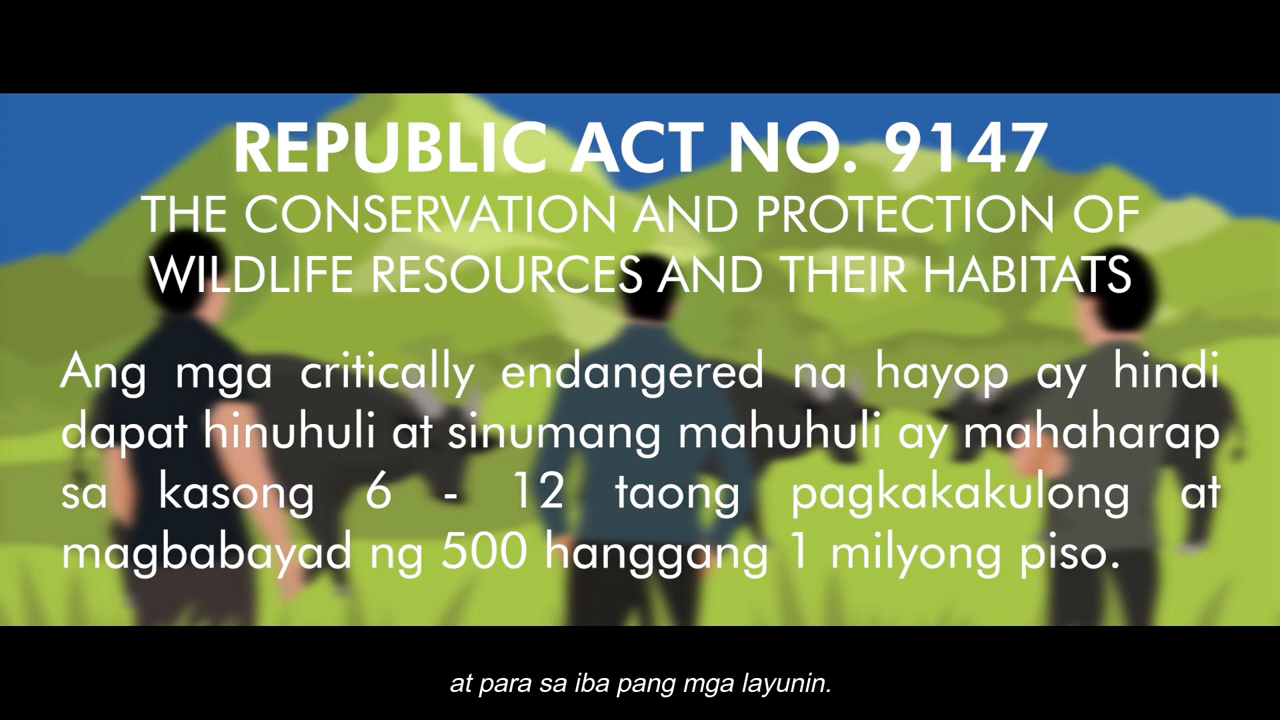 REPUBLIC ACT NO. 9147
THE CONSERVATION AND PROTECTION OF
WILDLIFE RESOURCES AND THEIR HABITATS
Ang mga critically endangered na hayop ay hindi
dapat hinuhuli at sinumang mahuhuli ay mahaharap
sa kasong 6 - 12 taong pagkakakulong at
magbabayad ng 500 hanggang 1 milyong piso.
at para sa iba pang mga layunin.